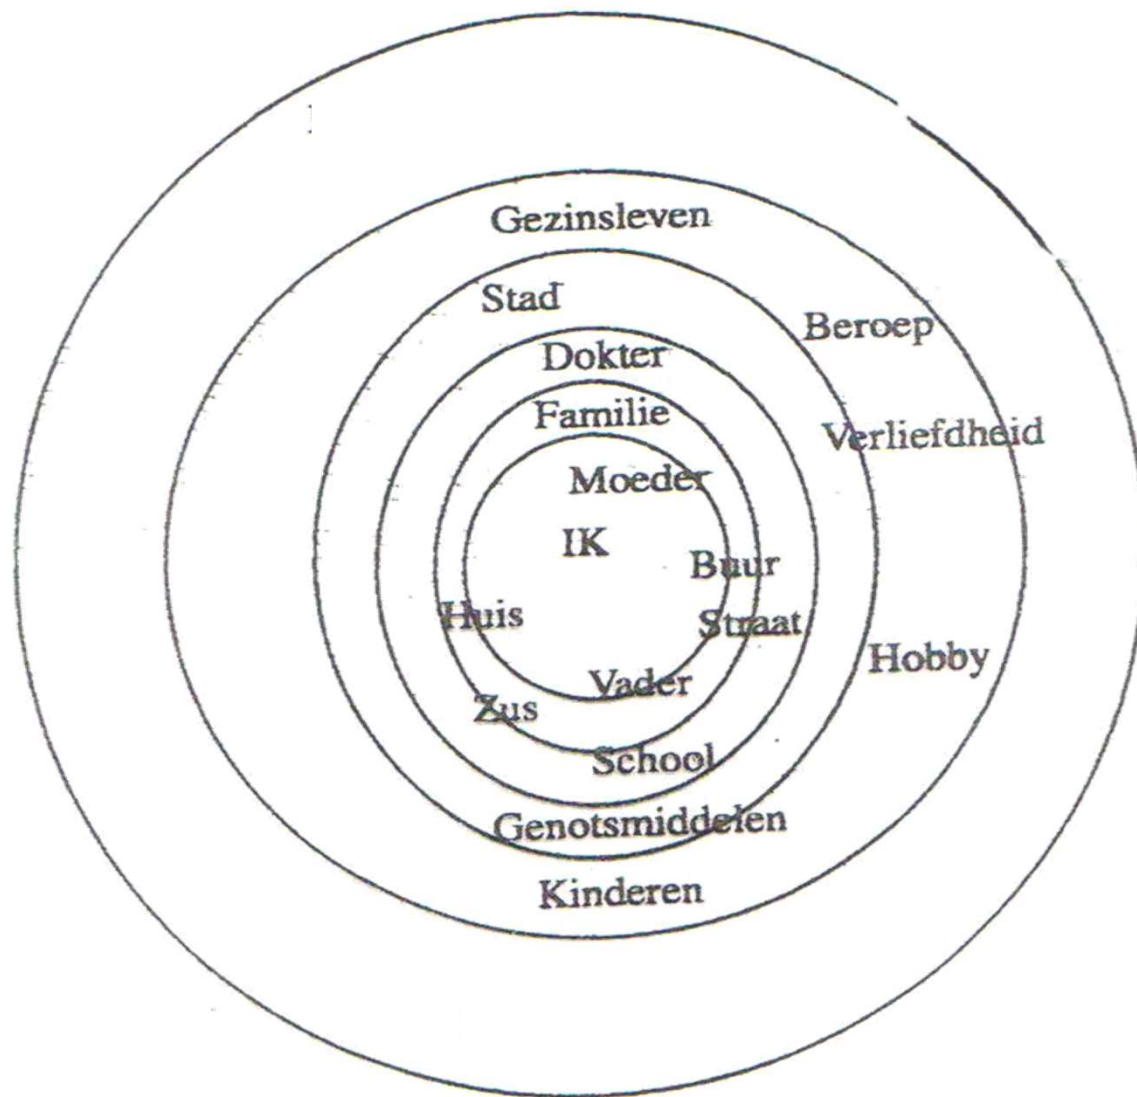 Gezinsleven
Stad
Beroep
Dokter
Familie
Verliefdheid
Moeder
IK
Buur
Huis
Straat
Hobby
Vader
Zus
School
Genotsmiddelen
Kinderen